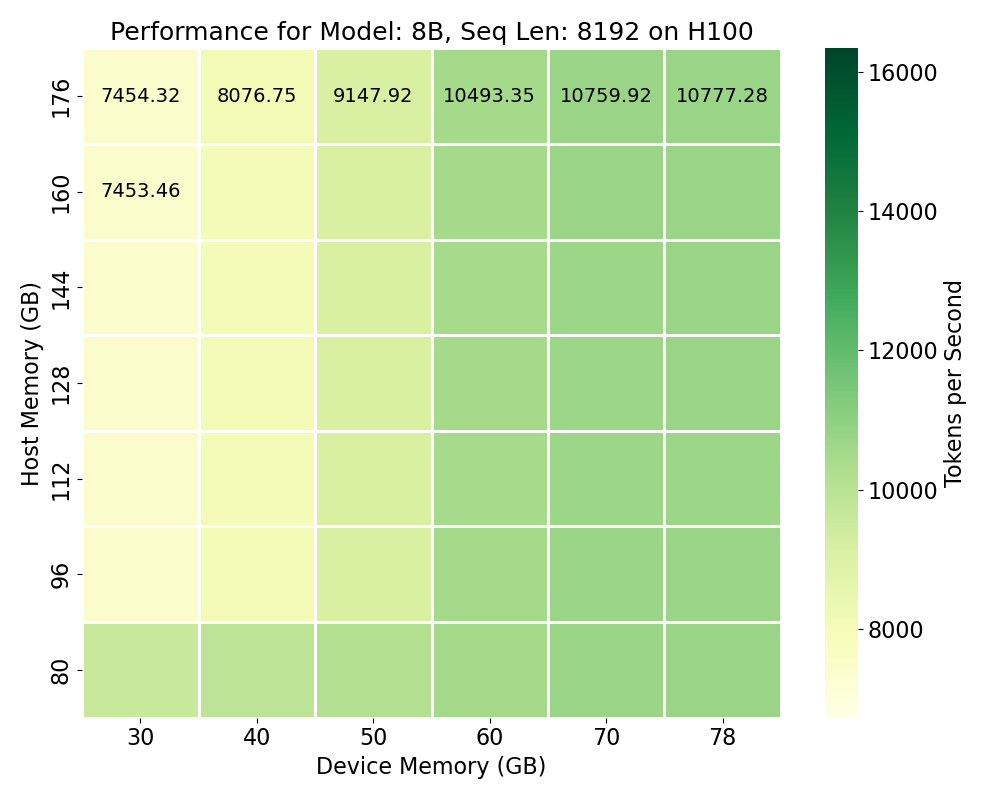 Performance for Model: 8B, Seq Len: 8192 on H100
176
7454.32 8076.75 9147.92 10493.35 10759.92 10777.28
160
7453.46
144
128
112
96
80
Host Memory (GB)
30 40 50 60 70 78
Device Memory (GB)
16000
14000
12000
10000
8000
Tokens per Second